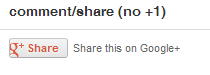 comment/share (no +1)
g+ Share Share this on Google+